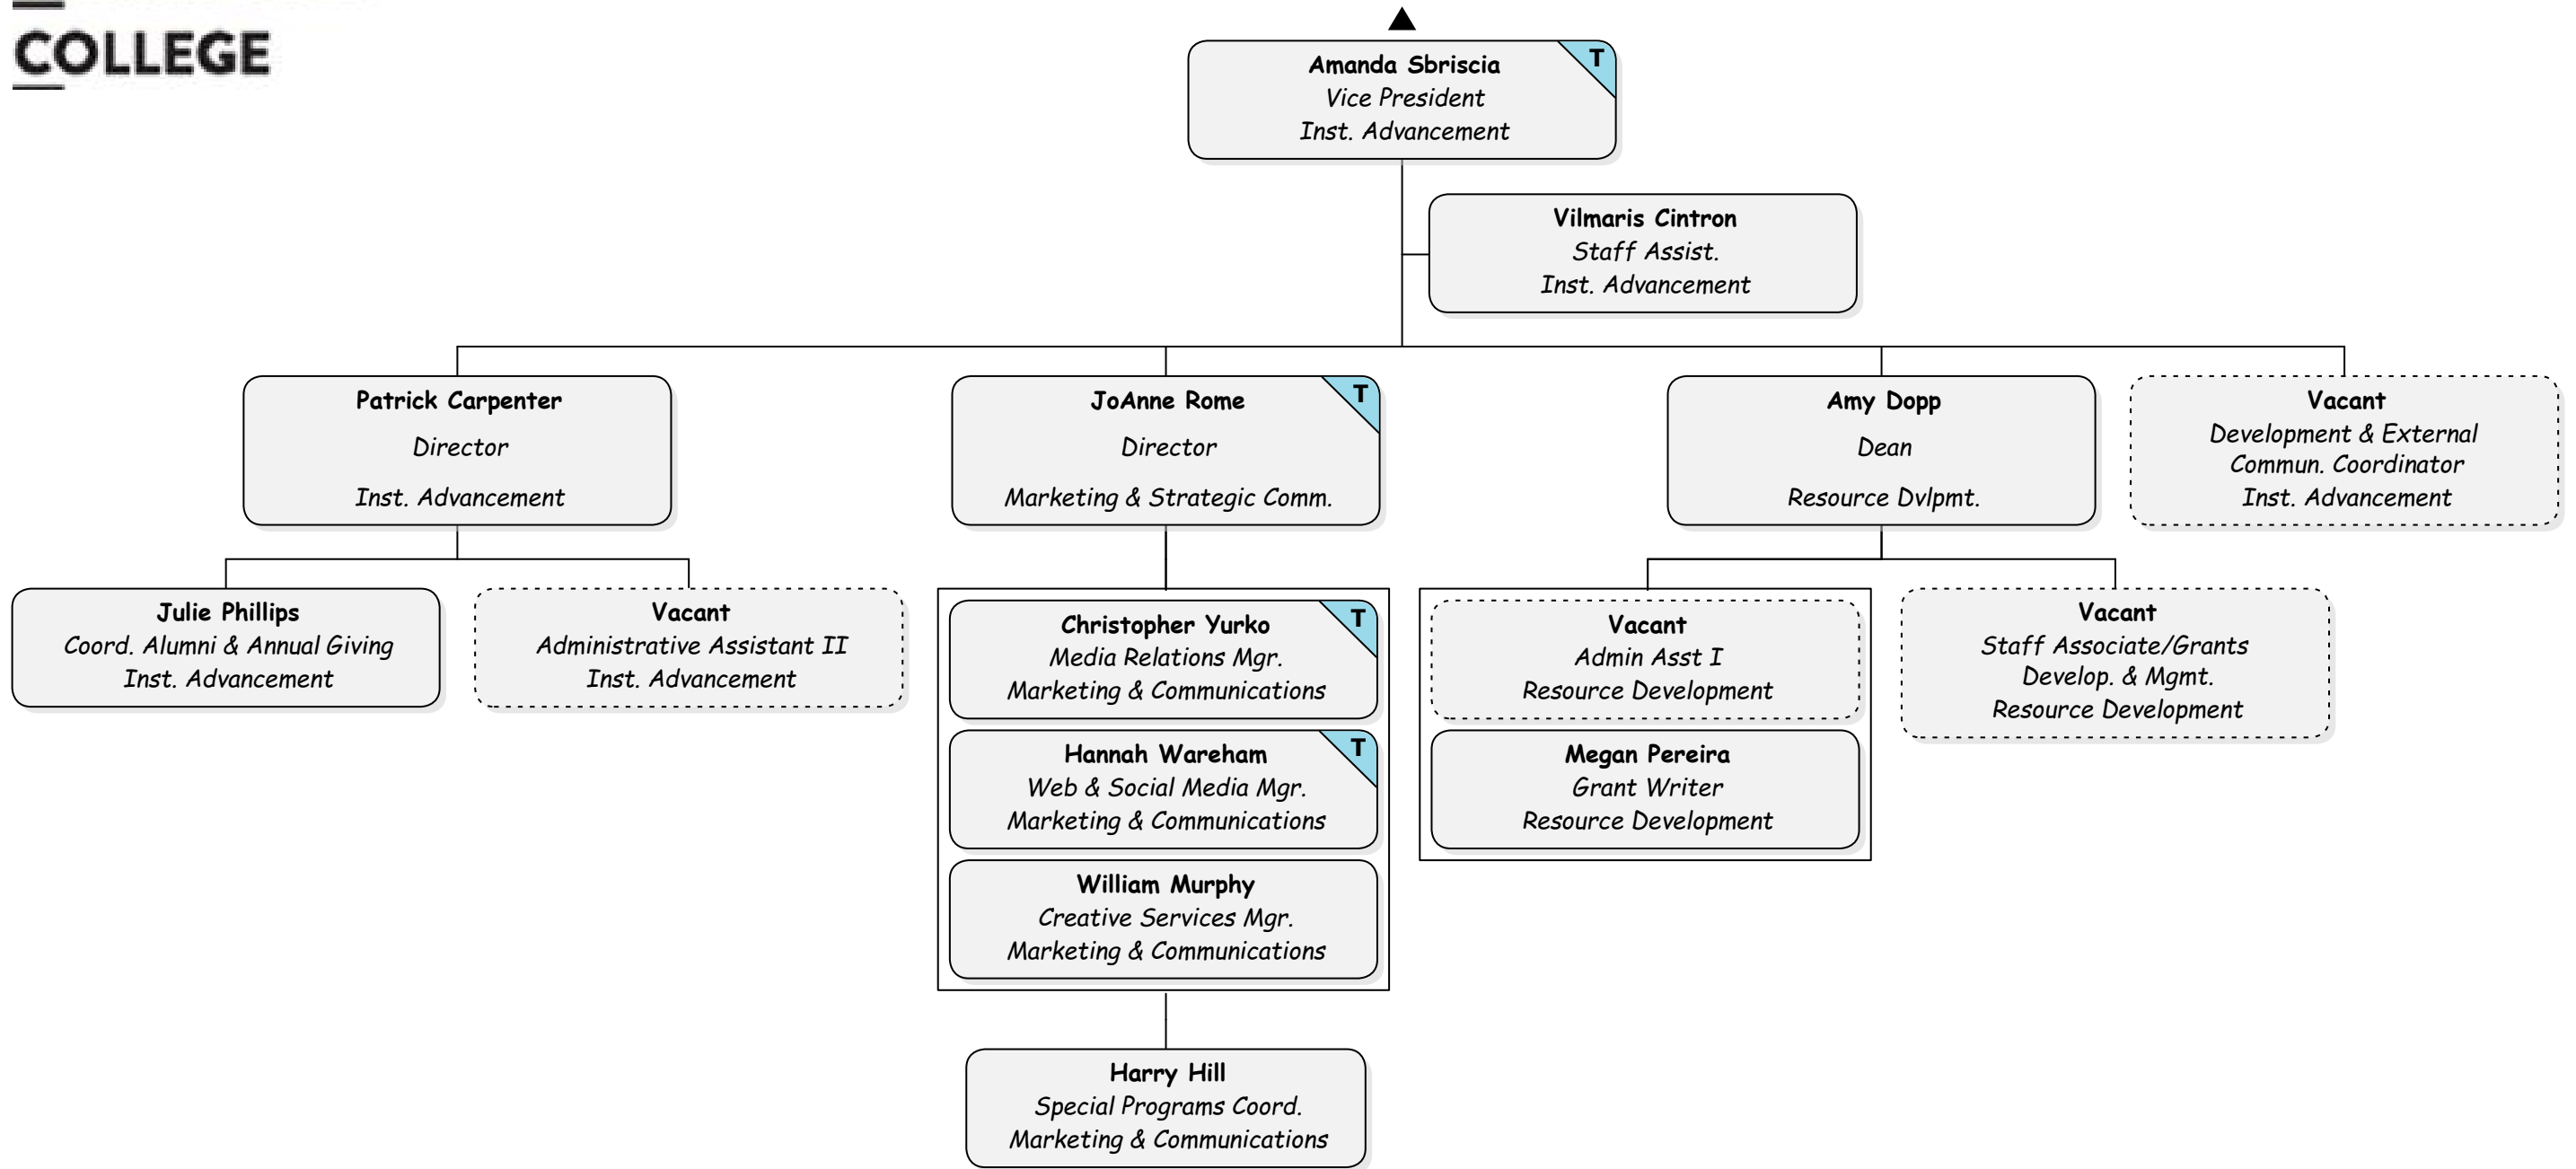 COLLEGE
T
Amanda Sbriscia
Vice President
Inst. Advancement
Vilmaris Cintron
Staff Assist.
Inst. Advancement
Patrick Carpenter
Director
Inst. Advancement
T
JoAnne Rome
Director
Marketing & Strategic Comm.
Amy Dopp
Dean
Resource Dvlpmt.
Vacant
Development & External
Commun. Coordinator
Inst. Advancement
Julie Phillips
Coord. Alumni & Annual Giving
Inst. Advancement
Vacant
Administrative Assistant II
Inst. Advancement
T
Christopher Yurko
Media Relations Mgr.
Marketing & Communications
T
Hannah Wareham
Web & Social Media Mgr.
Marketing & Communications
William Murphy
Creative Services Mgr.
Marketing & Communications
Vacant
Admin Asst I
Resource Development
Megan Pereira
Grant Writer
Resource Development
Vacant
Staff Associate/Grants
Develop. & Mgmt.
Resource Development
Harry Hill
Special Programs Coord.
Marketing & Communications